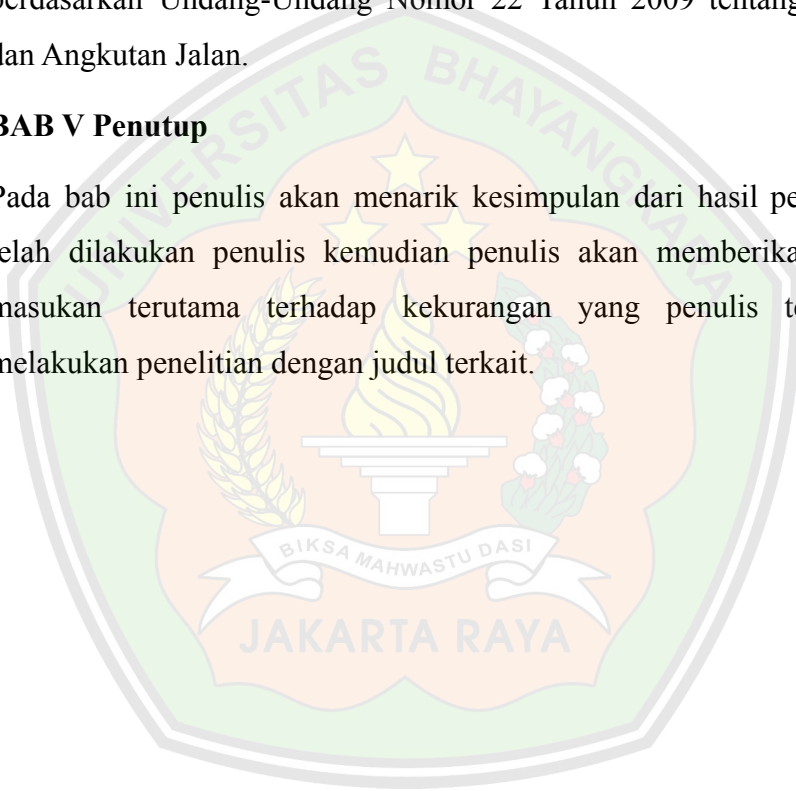 berdasarkan Undang-Undang Nomor 22 Tahun 2009 tentang
dan Angkutan Jalan.
BAB V Penutup
Pada bab ini penulis akan menarik kesimpulan dari hasil pe
telah dilakukan penulis kemudian penulis akan memberika
masukan terutama terhadap kekurangan yang penulis te
melakukan penelitian dengan judul terkait.
UNIVERSITAS BHAYANGKARA
BIKSA MAHWASTU DASI
JAKARTA RAYA